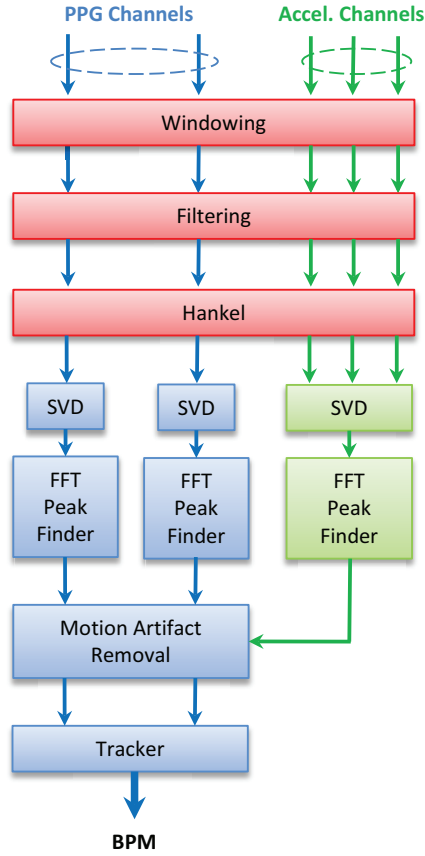 PPG Channels
Accel. Channels
Windowing
Filtering
Hankel
SVD
SVD
SVD
FFT
Peak
Finder
FFT
Peak
Finder
FFT
Peak
Finder
Motion Artifact
Removal
Tracker
BPM